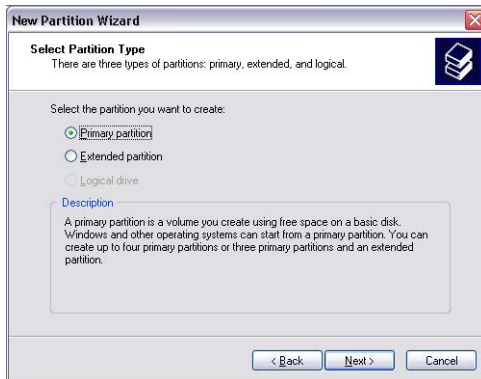 New Partition Wizard
Select Partition Type
There are three types of partitions: primary, extended, and logical.
Select the partition you want to create:
Primary partition
Extended partition
Logical drive
Description
A primary partition is a volume you create using free space on a basic disk.
Windows and other operating systems can start from a primary partition. You can
create up to four primary partitions or three primary partitions and an extended
partition.
< Back
Next >
Cancel